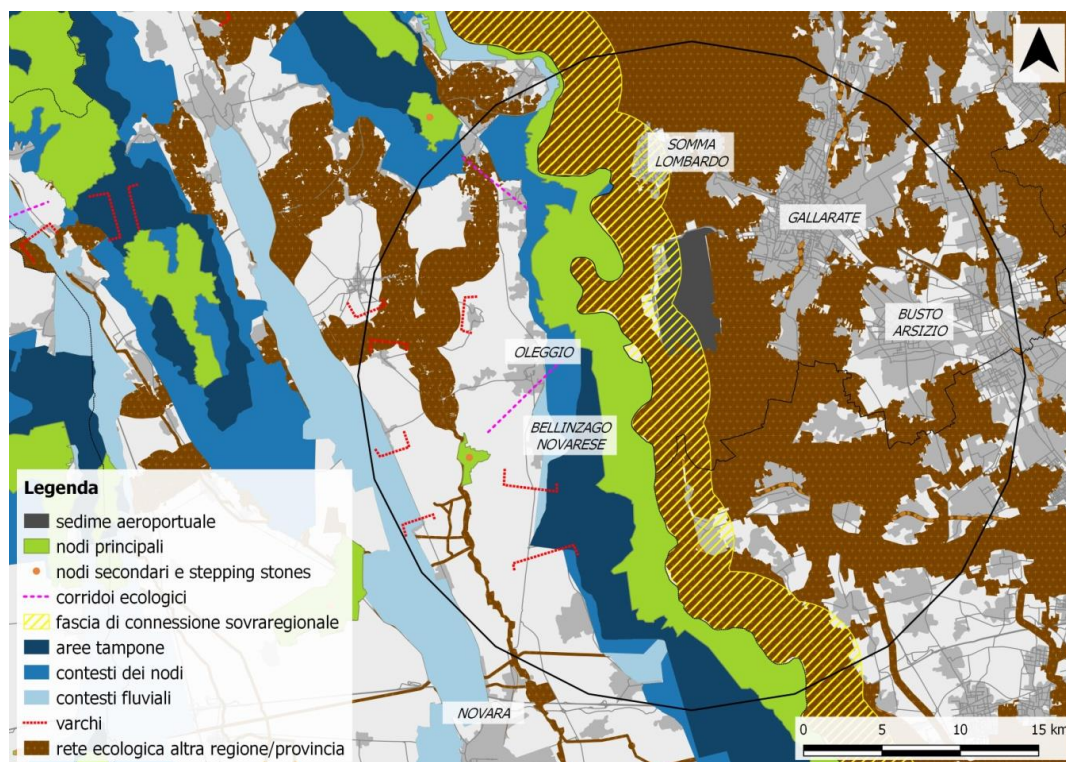 SOMMA
LOMBARDO
GALLARATE
BUSTO
ARSIZIO
OLEGGIO
BELLINZAGO
NOVARESE
NOVARA
Legenda
sedime aeroportuale
nodi principali
nodi secondari e stepping stones
corridoi ecologici
fascia di connessione sovraregionale
aree tampone
contesti dei nodi
contesti fluviali
varchi
rete ecologica altra regione/provincia
0 5 10 15 km